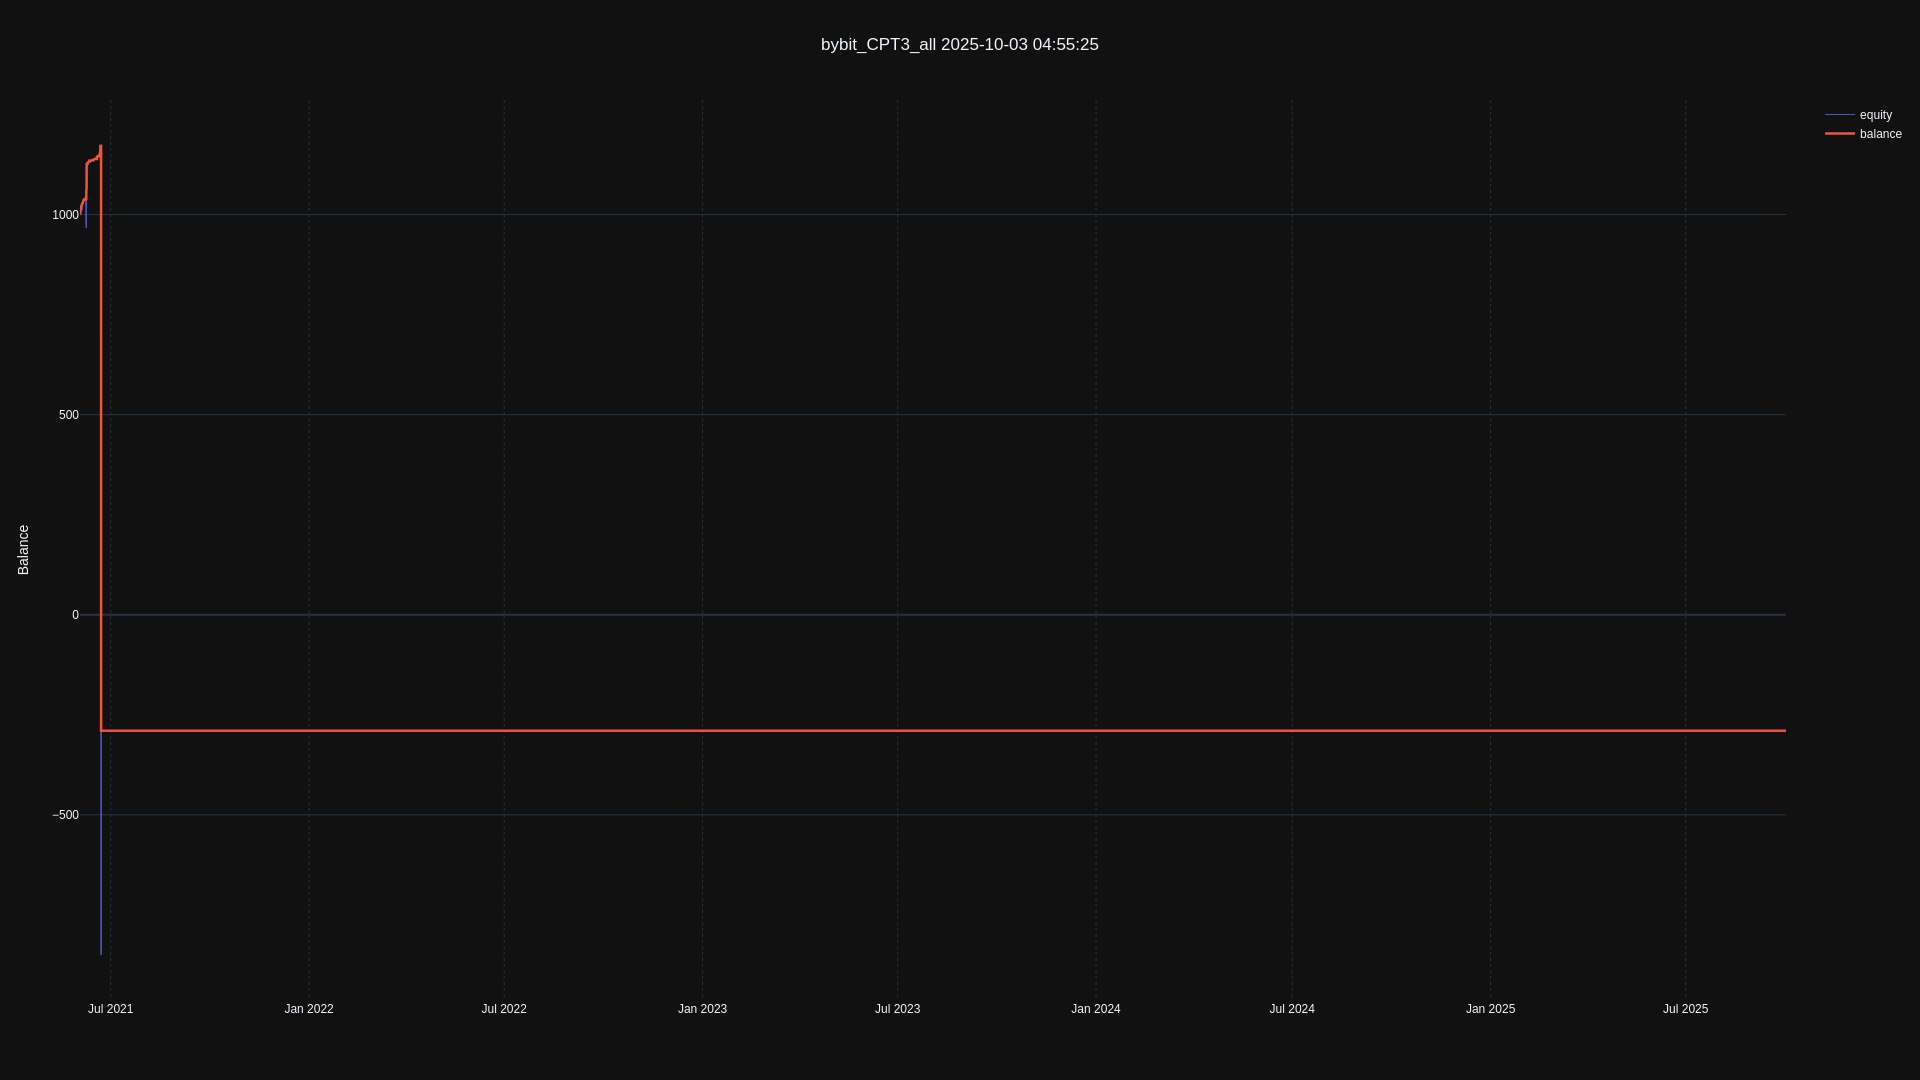 bybit_CPT3_all 2025-10-03 04:55:25
equity
balance
1000
500
0
−500
Balance
Jul 2021
Jan 2022
Jul 2022
Jan 2023
Jul 2023
Jan 2024
Jul 2024
Jan 2025
Jul 2025